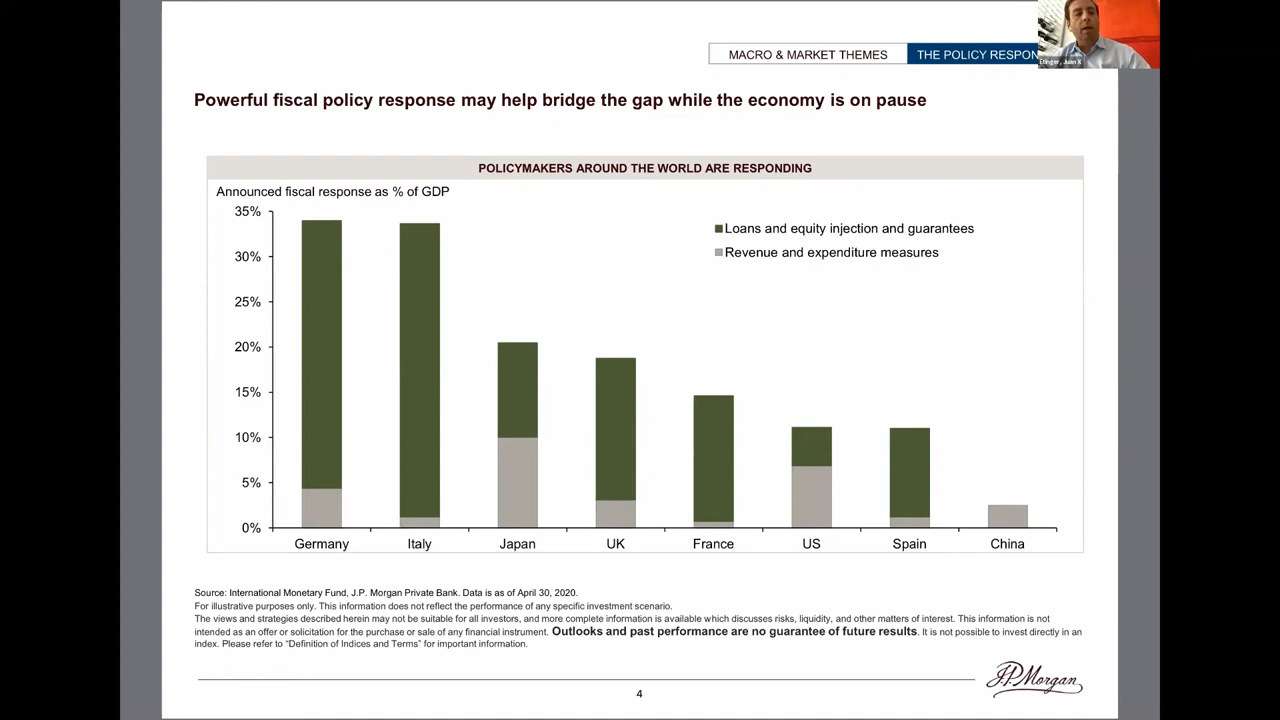 MACRO & MARKET THEMES
THE POLICY RESPON
Etinger, Juan X
Powerful fiscal policy response may help bridge the gap while the economy is on pause
POLICYMAKERS AROUND THE WORLD ARE RESPONDING
Announced fiscal response as % of GDP
35%
30%
25%
20%
15%
10%
5%
0%
Loans and equity injection and guarantees
Revenue and expenditure measures
Germany Italy Japan UK France US Spain China
Source: International Monetary Fund, J.P. Morgan Private Bank. Data is as of April 30, 2020.
For illustrative purposes only. This information does not reflect the performance of any specific investment scenario.
The views and strategies described herein may not be suitable for all investors, and more complete information is available which discusses risks, liquidity, and other matters of interest. This information is not
intended as an offer or solicitation for the purchase or sale of any financial instrument. Outlooks and past performance are no guarantee of future results. It is not possible to invest directly in an
index. Please refer to “Definition of Indices and Terms” for important information.
J.P.Morgan
4